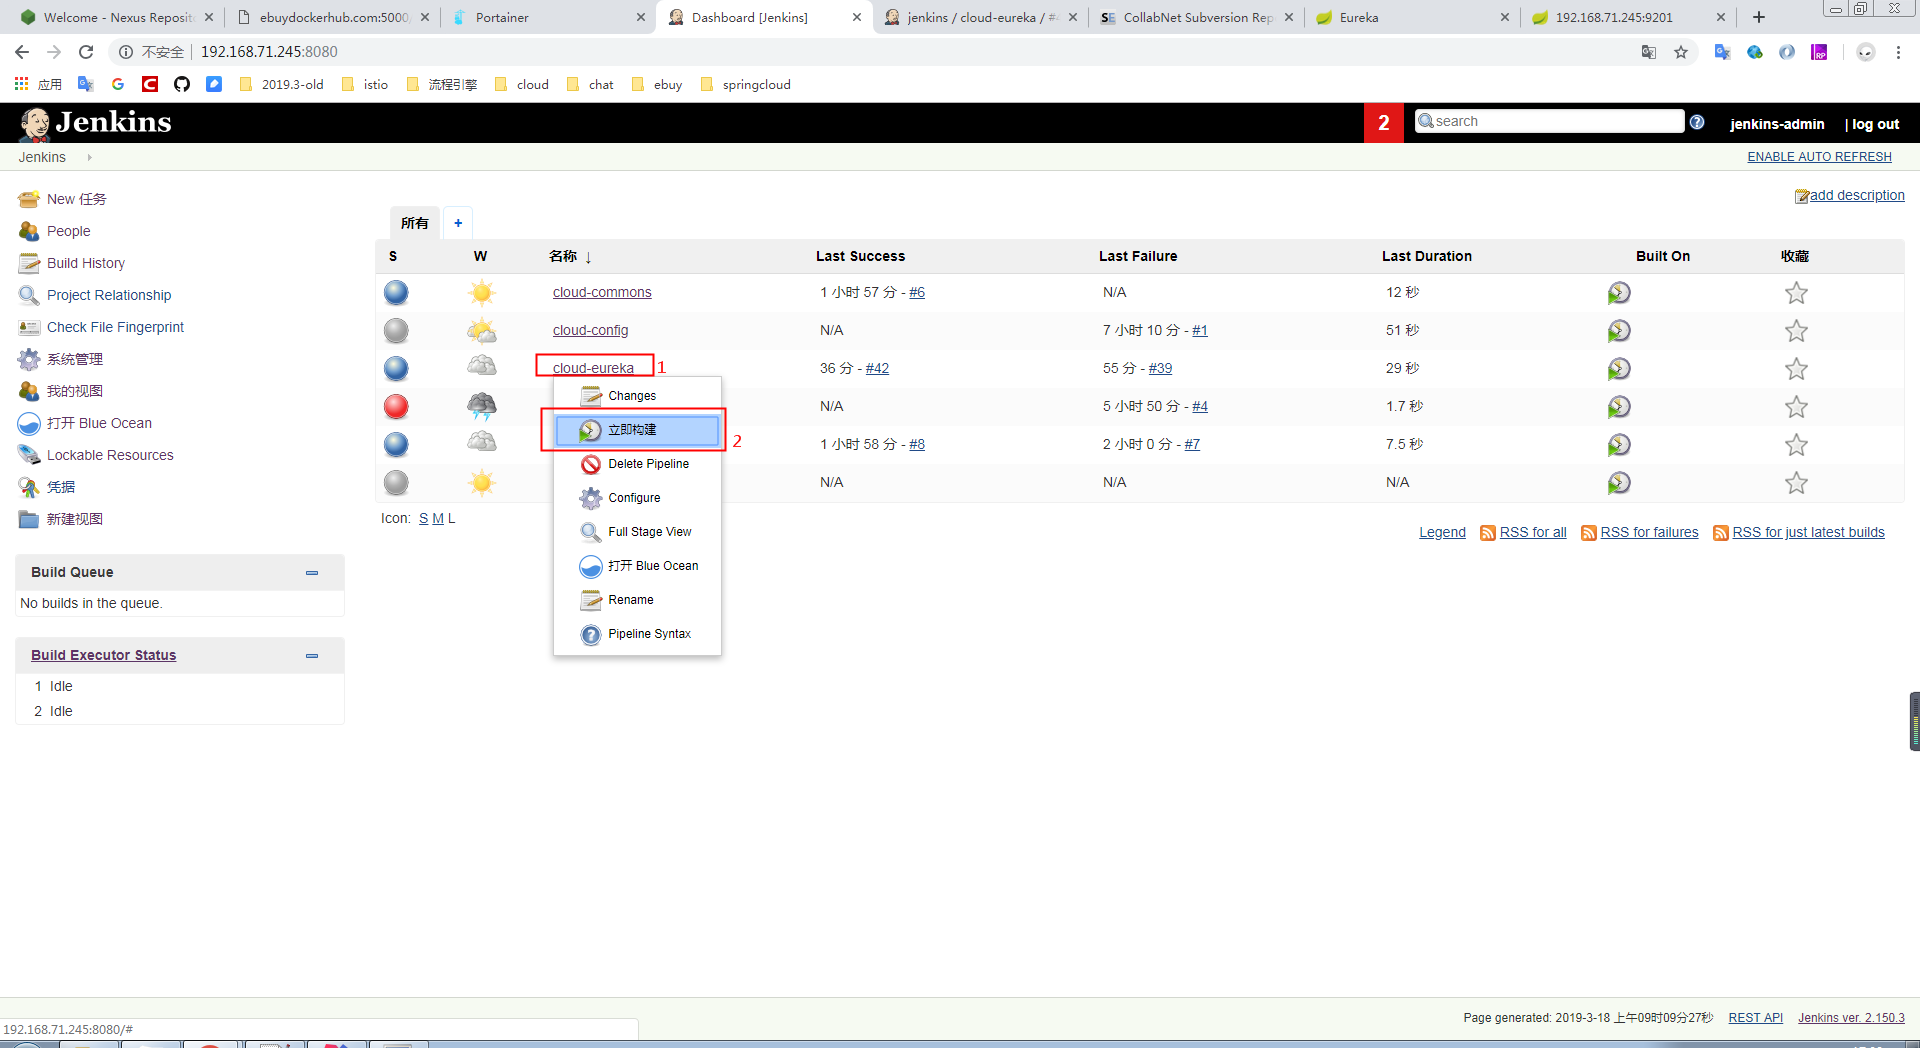 Welcome - Nexus Reposit
ebuydockerhub.com:5000/
Portainer
Dashboard [Jenkins]
jenkins / cloud-eureka / #
CollabNet Subversion Rep
Eureka
192.168.71.245:9201
不安全
192.168.71.245:8080
应用
2019.3-old
istio
流程引擎
cloud
chat
ebuy
springcloud
Jenkins
2
search
jenkins-admin
| log out
Jenkins
ENABLE AUTO REFRESH
New 任务
People
Build History
Project Relationship
Check File Fingerprint
系统管理
我的视图
打开 Blue Ocean
Lockable Resources
凭据
新建视图
Build Queue
No builds in the queue.
Build Executor Status
1 Idle
2 Idle
add description
所有
+
S W 名称 ↓ Last Success Last Failure Last Duration Built On 收藏
cloud-commons 1 小时 57 分 - #6 N/A 12 秒
cloud-config N/A 7 小时 10 分 - #1 51 秒
cloud-eureka 1 36 分 - #42 55 分 - #39 29 秒
N/A 5 小时 50 分 - #4 1.7 秒
1 小时 58 分 - #8 2 小时 0 分 - #7 7.5 秒
N/A N/A N/A
Changes
立即构建
2
Delete Pipeline
Configure
Full Stage View
打开 Blue Ocean
Rename
Pipeline Syntax
Icon: S M L
Legend
RSS for all
RSS for failures
RSS for just latest builds
Page generated: 2019-3-18 上午09时09分27秒
REST API
Jenkins ver. 2.150.3
192.168.71.245:8080/#